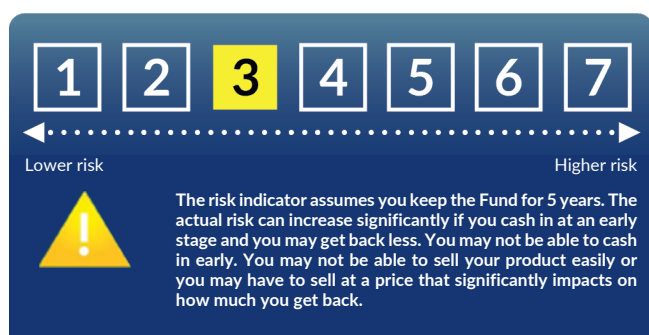 1 2 3 4 5 6 7
Lower risk Higher risk
!
The risk indicator assumes you keep the Fund for 5 years. The
actual risk can increase significantly if you cash in at an early
stage and you may get back less. You may not be able to cash
in early. You may not be able to sell your product easily or
you may have to sell at a price that significantly impacts on
how much you get back.